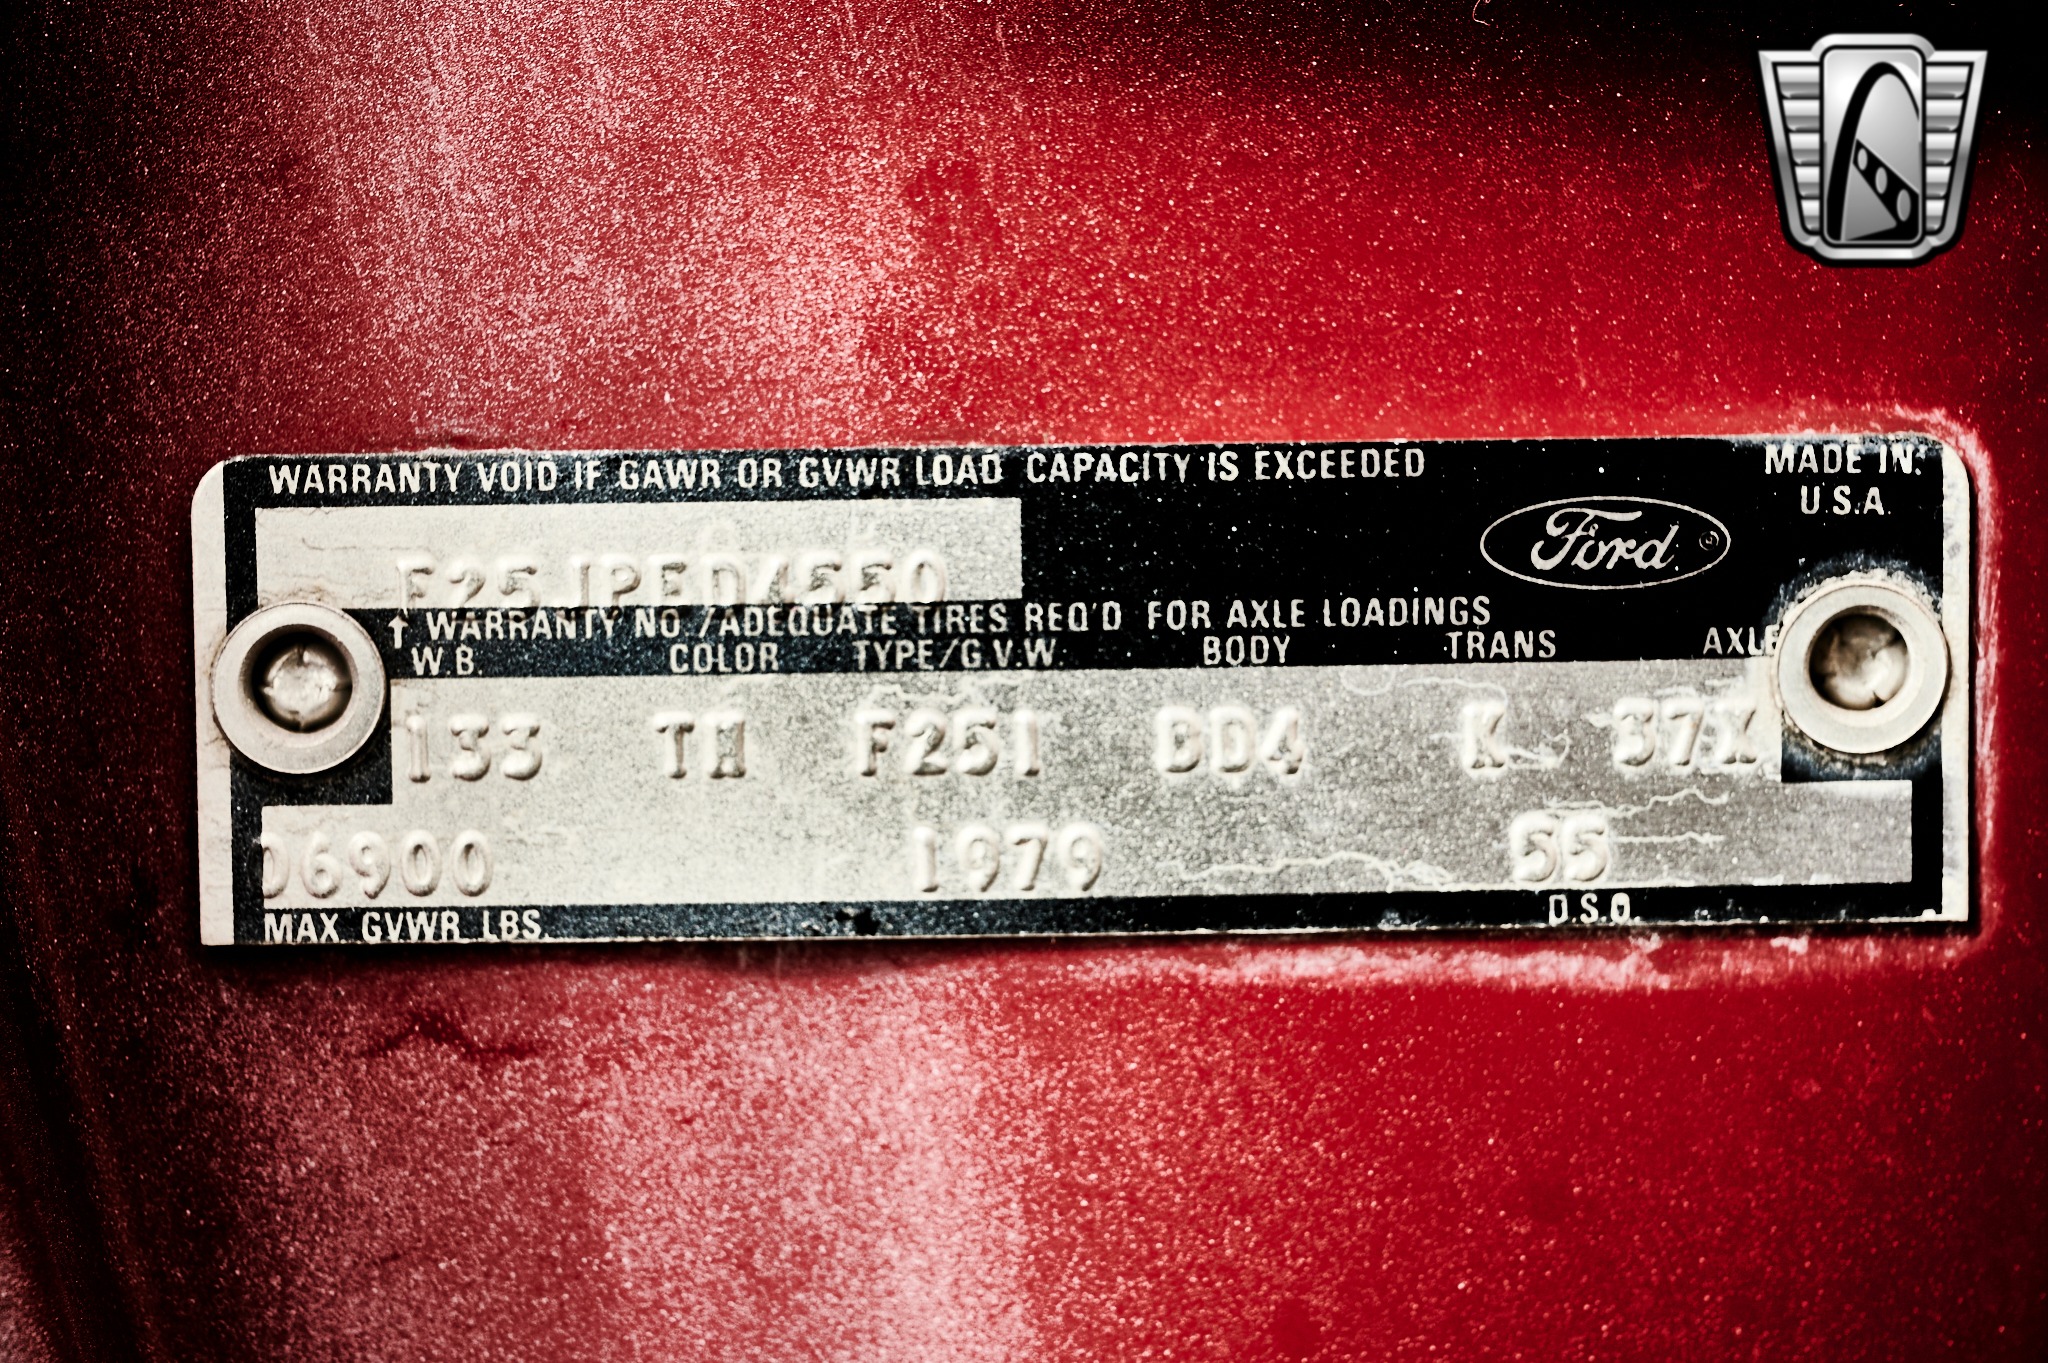 WARRANTY VOID IF GAWR OR GVWR LOAD CAPACITY IS EXCEEDED
MADE IN.
U.S.A.
Ford
F25JPED4550
↑ WARRANTY NO./ADEQUATE TIRES REQ'D FOR AXLE LOADINGS
W.B. COLOR TYPE/G.V.W. BODY TRANS AXLE
133 TH F251 BD4 K 37X
06900 1979 55
MAX. GVWR LBS. D.S.O.